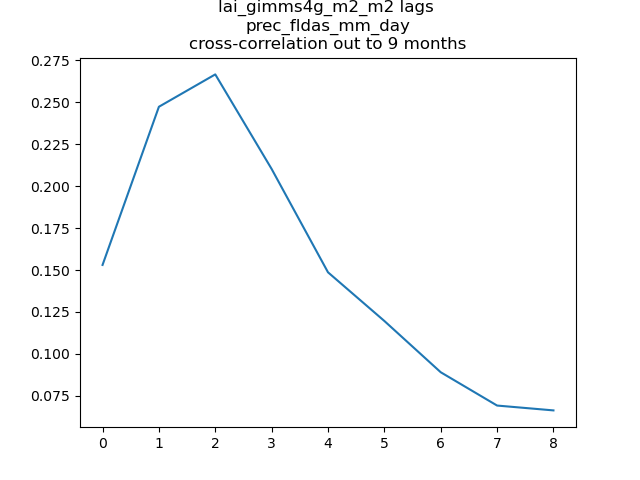 lai_gimms4g_m2_m2 lags
prec_fldas_mm_day
cross-correlation out to 9 months
0.275
0.250
0.225
0.200
0.175
0.150
0.125
0.100
0.075
0 1 2 3 4 5 6 7 8